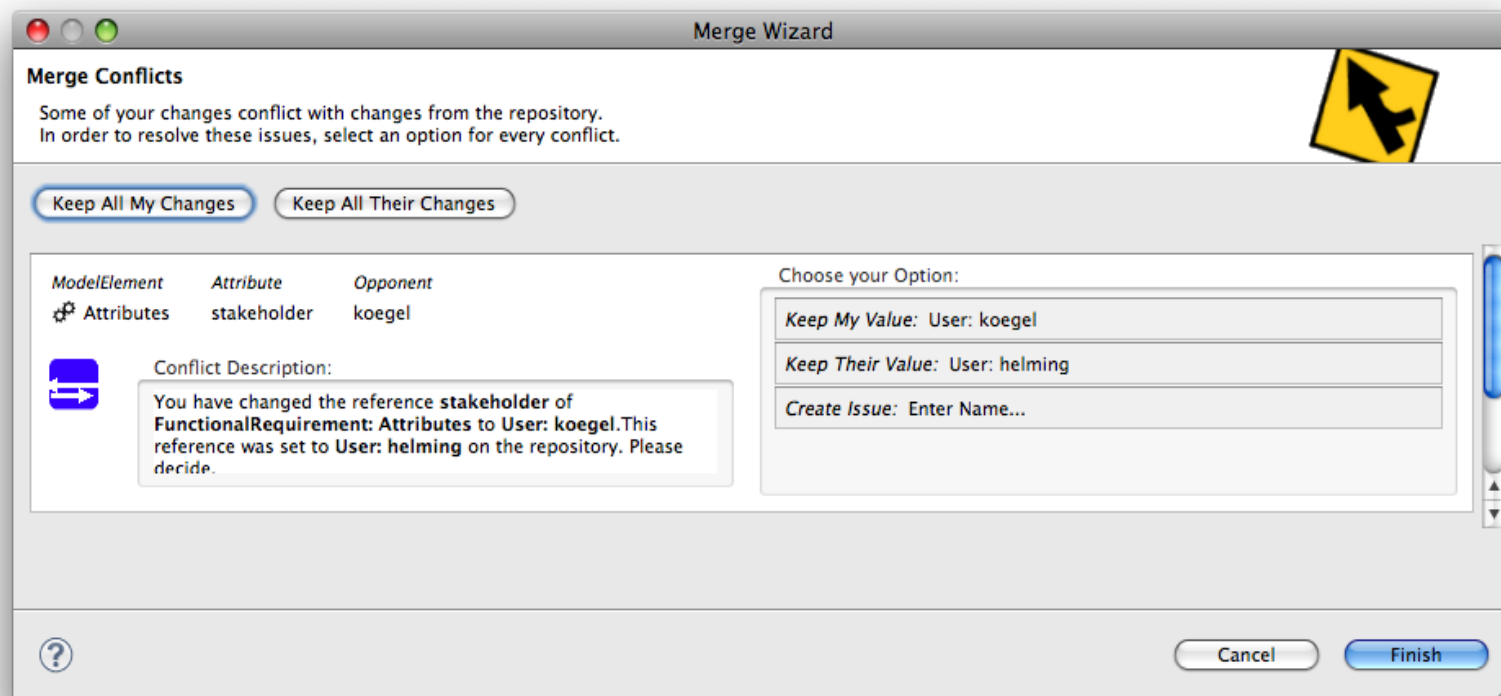 Merge Wizard
Merge Conflicts
Some of your changes conflict with changes from the repository.
In order to resolve these issues, select an option for every conflict.
Keep All My Changes
Keep All Their Changes
ModelElement Attribute Opponent
Attributes stakeholder koegel
Conflict Description:
You have changed the reference stakeholder of
FunctionalRequirement: Attributes to User: koegel.This
reference was set to User: helming on the repository. Please
decide.
Choose your Option:
Keep My Value: User: koegel
Keep Their Value: User: helming
Create Issue: Enter Name...
?
Cancel
Finish